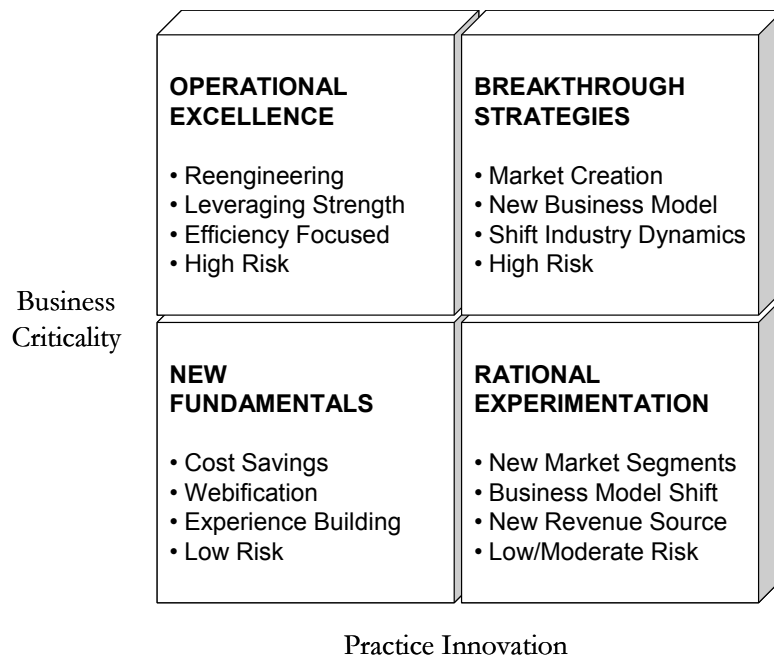 OPERATIONAL
EXCELLENCE
• Reengineering
• Leveraging Strength
• Efficiency Focused
• High Risk
BREAKTHROUGH
STRATEGIES
• Market Creation
• New Business Model
• Shift Industry Dynamics
• High Risk
Business
Criticality
NEW
FUNDAMENTALS
• Cost Savings
• Webification
• Experience Building
• Low Risk
RATIONAL
EXPERIMENTATION
• New Market Segments
• Business Model Shift
• New Revenue Source
• Low/Moderate Risk
Practice Innovation